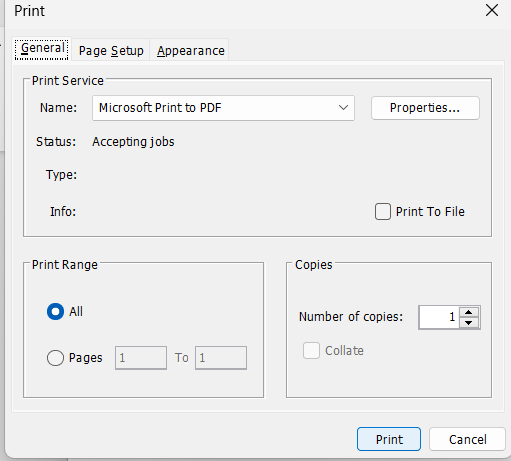 Print
General Page Setup Appearance
Print Service
Name: Microsoft Print to PDF Properties...
Status: Accepting jobs
Type:
Info: Print To File
Print Range
All
Pages 1 To 1
Copies
Number of copies: 1
Collate
Print Cancel